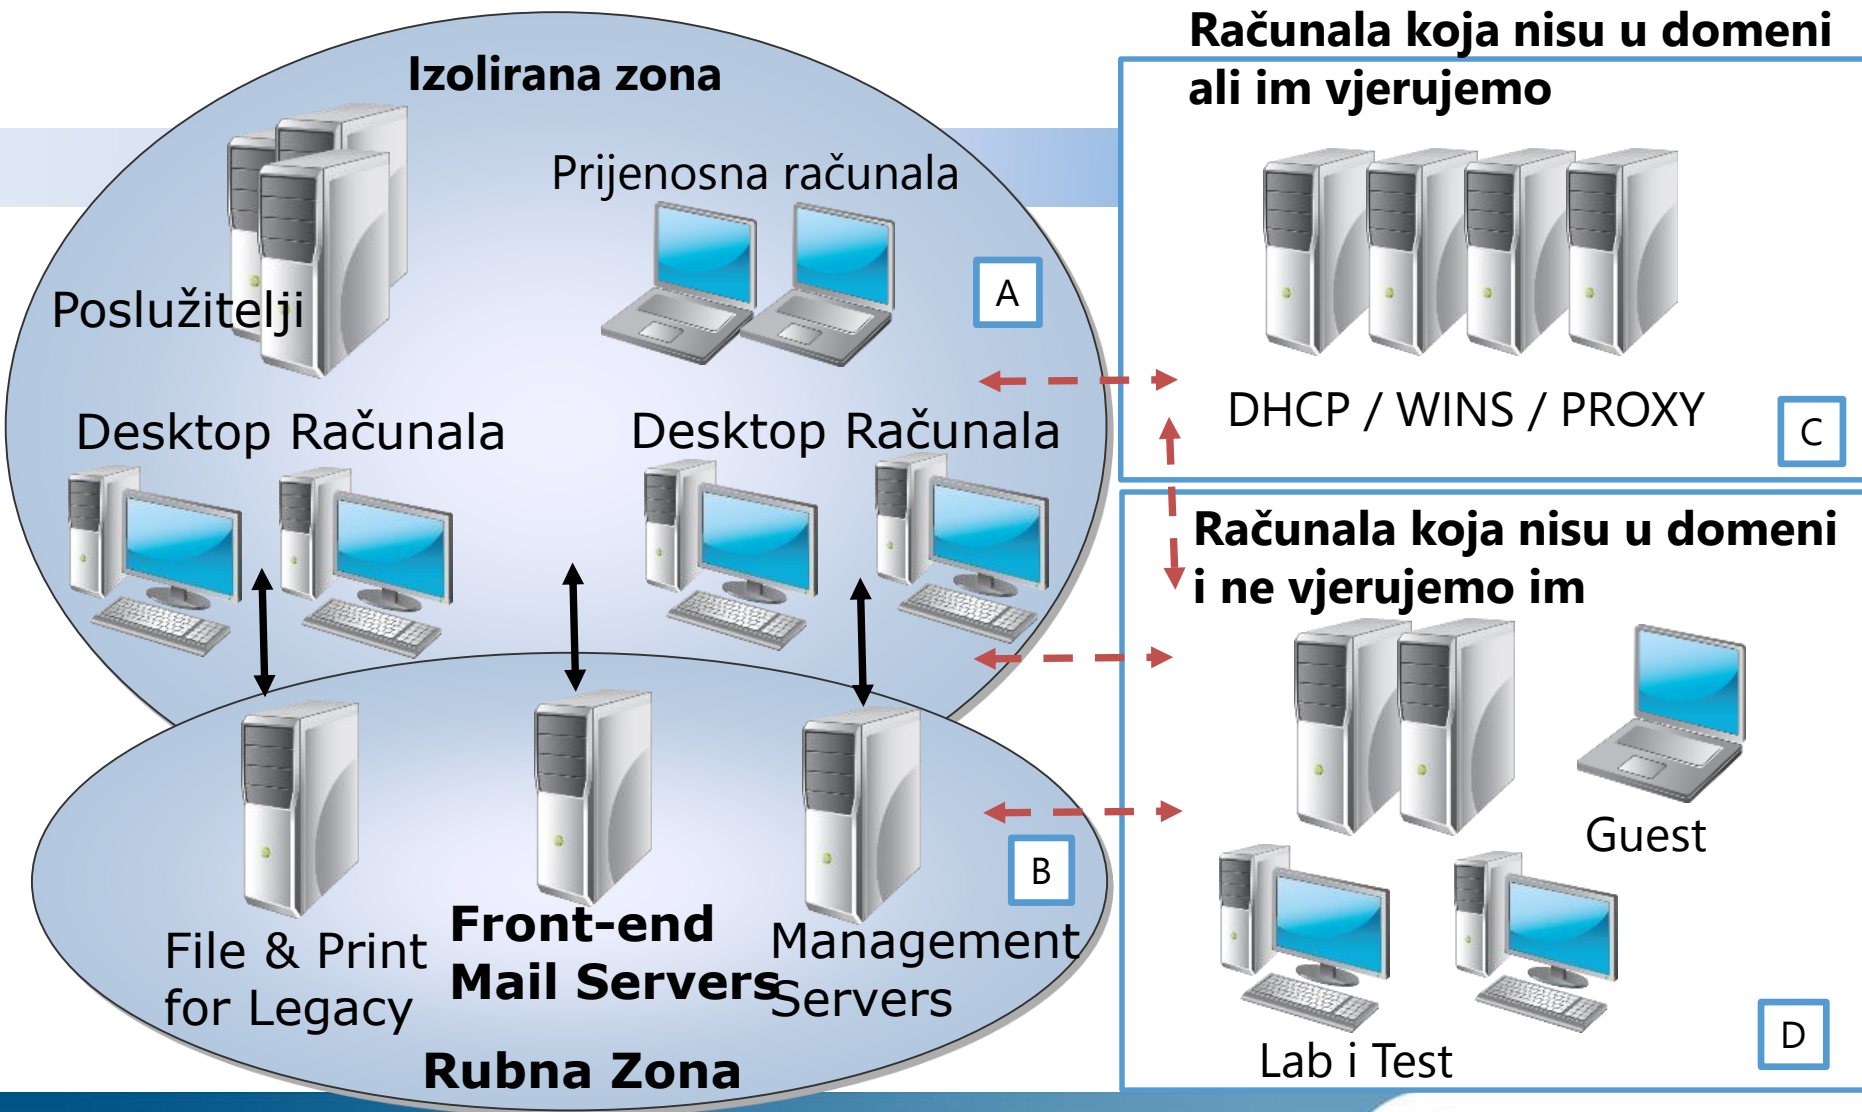 Izolirana zona
Poslužitelji
Prijenosna računala
A
Desktop Računala
Desktop Računala
File & Print
for Legacy
Front-end
Mail Servers
Management
Servers
B
Rubna Zona
Računala koja nisu u domeni
ali im vjerujemo
DHCP / WINS / PROXY
C
Računala koja nisu u domeni
i ne vjerujemo im
Guest
Lab i Test
D